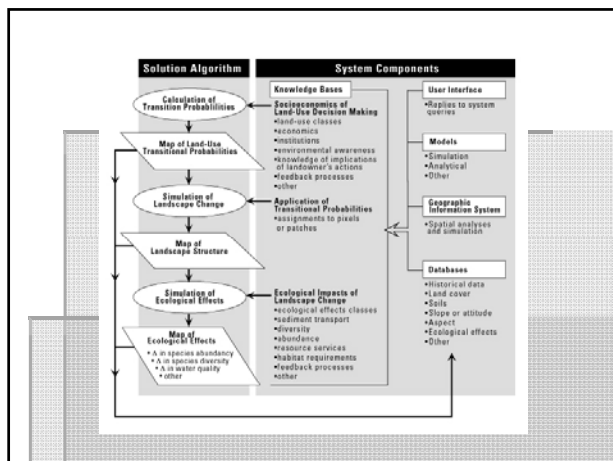 Solution Algorithm
System Components
Calculation of
Transition Probabilities
Map of Land-Use
Transitional Probabilities
Simulation of
Landscape Change
Map of
Landscape Structure
Simulation of
Ecological Effects
Map of
Ecological Effects
• Δ in species abundancy
• Δ in species diversity
• Δ in water quality
• other
Knowledge Bases
Socioeconomics of
Land-Use Decision Making
•land-use classes
•economics
•institutions
•environmental awareness
•knowledge of implications
of landowner's actions
•feedback processes
•other
Application of
Transitional Probabilities
•assignments to pixels
or patches
Ecological Impacts of
Landscape Change
•ecological effects classes
•sediment transport
•diversity
•abundance
•resource services
•habitat requirements
•feedback processes
•other
User Interface
•Replies to system
queries
Models
•Simulation
•Analytical
•Other
Geographic
Information System
•Spatial analyses
and simulation
Databases
•Historical data
•Land cover
•Soils
•Slope or attitude
•Aspect
•Ecological effects
•Other